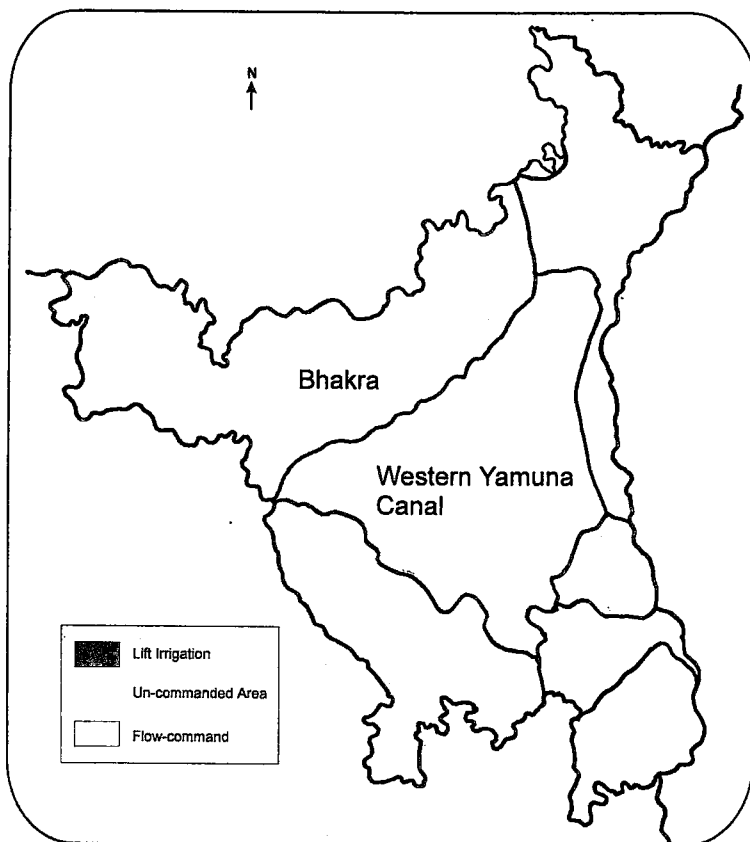 N
Bhakra
Western Yamuna
Canal
Lift Irrigation
Un-commanded Area
Flow-command